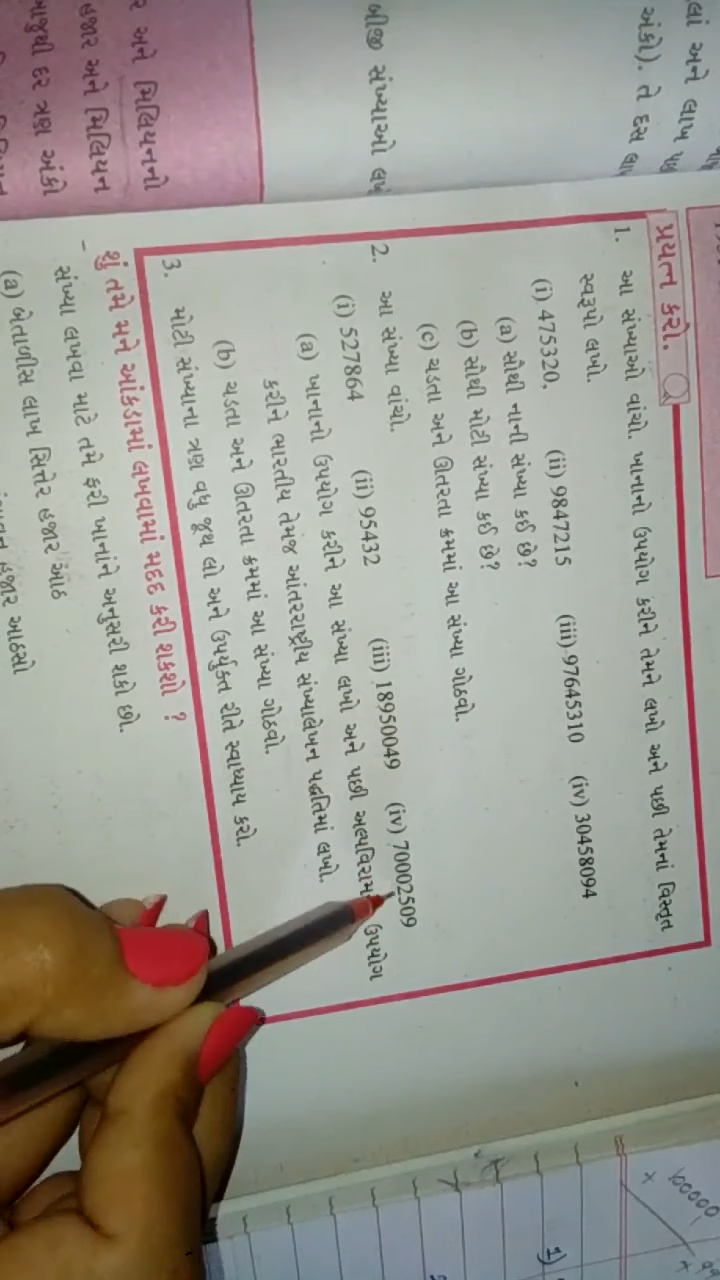 લાં અને લાખ
અંકો). તે દસ
બીજી સંખ્યાઓ
અને મિલિયનનો
હજાર અને મિલિયન
દર ત્રણ અંકો
પ્રયત્ન કરો.
1. આ સંખ્યાઓ વાંચો. ખાનાનો ઉપયોગ કરીને તેમને લખો અને પછી તેમનાં વિસ્તૃત
સ્વરૂપો લખો.
(i) 475320. (ii) 9847215 (iii) 97645310 (iv) 30458094
(a) સૌથી નાની સંખ્યા કઈ છે?
(b) સૌથી મોટી સંખ્યા કઈ છે?
(c) ચડતા અને ઊતરતા ક્રમમાં આ સંખ્યા ગોઠવો.
2. આ સંખ્યા વાંચો.
(i) 527864 (ii) 95432 (iii) 18950049 (iv) 70002509
(a) ખાનાનો ઉપયોગ કરીને આ સંખ્યા લખો અને પછી અલ્પવિરામ ઉપયોગ
કરીને ભારતીય તેમજ આંતરરાષ્ટ્રીય સંખ્યાલેખન પદ્ધતિમાં લખો.
(b) ચડતા અને ઊતરતા ક્રમમાં આ સંખ્યા ગોઠવો.
3. મોટી સંખ્યાના ત્રણ વધુ જૂથ લો અને ઉપર્યુક્ત રીતે સ્વાધ્યાય કરો.
શું તમે મને આંકડામાં લખવામાં મદદ કરી શકશો ?
સંખ્યા લખવા માટે તમે ફરી ખાનાંને અનુસરી શકો છો.
(a) બેતાળીસ લાખ સિત્તેર હજાર આઠ
હજાર આઠસો
100000
1)